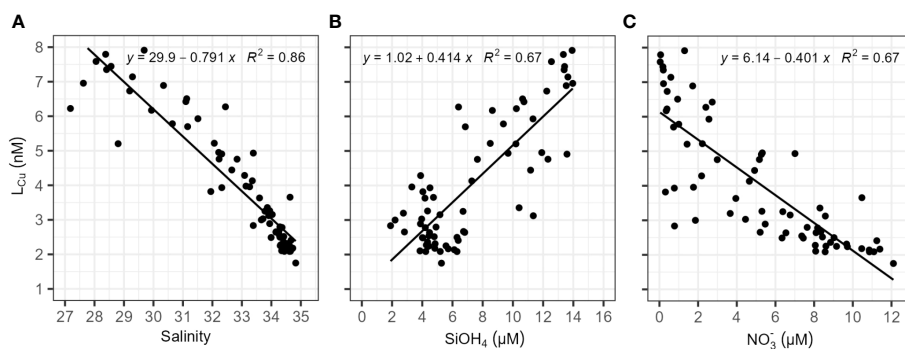 A B C
y = 29.9 − 0.791 x R² = 0.86
y = 1.02 + 0.414 x R² = 0.67
y = 6.14 − 0.401 x R² = 0.67
L_Cu (nM)
8
7
6
5
4
3
2
1
27 28 29 30 31 32 33 34 35
0 2 4 6 8 10 12 14 16
0 2 4 6 8 10 12
Salinity
SiOH₄ (µM)
NO₃⁻ (µM)